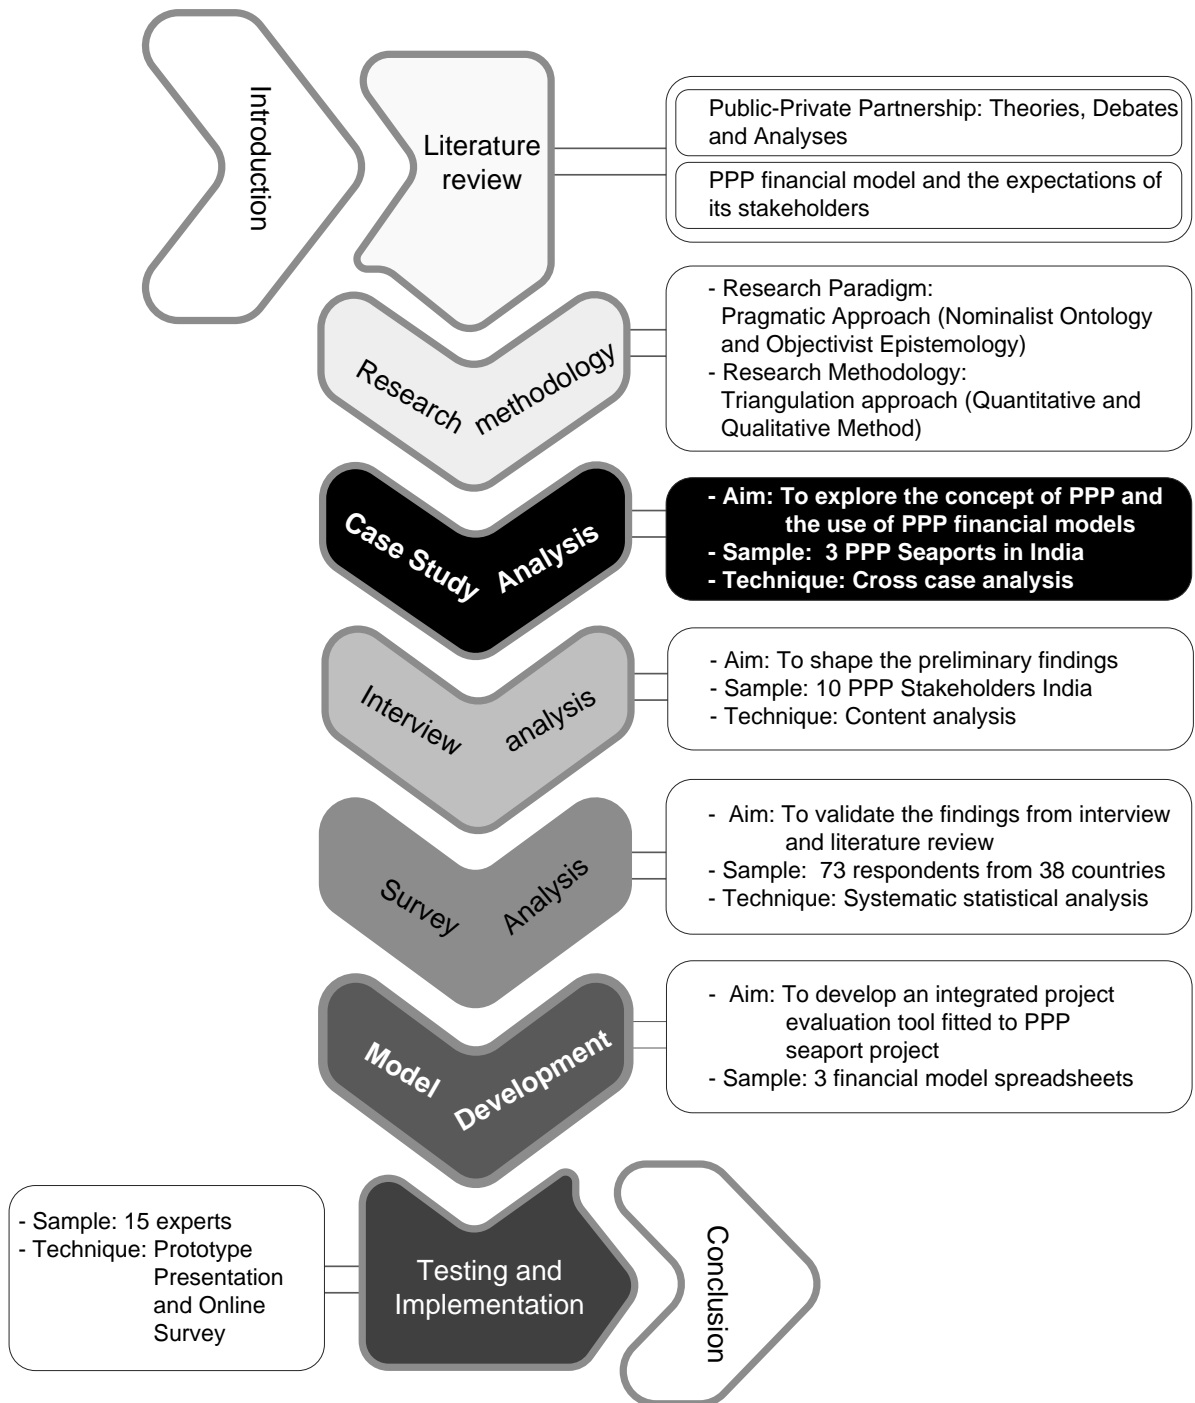 Introduction
Literature
review
Public-Private Partnership: Theories, Debates
and Analyses
PPP financial model and the expectations of
its stakeholders
Research methodology
- Research Paradigm:
Pragmatic Approach (Nominalist Ontology
and Objectivist Epistemology)
- Research Methodology:
Triangulation approach (Quantitative and
Qualitative Method)
Case Study Analysis
- Aim: To explore the concept of PPP and
the use of PPP financial models
- Sample: 3 PPP Seaports in India
- Technique: Cross case analysis
Interview analysis
- Aim: To shape the preliminary findings
- Sample: 10 PPP Stakeholders India
- Technique: Content analysis
Survey Analysis
- Aim: To validate the findings from interview
and literature review
- Sample: 73 respondents from 38 countries
- Technique: Systematic statistical analysis
Model Development
- Aim: To develop an integrated project
evaluation tool fitted to PPP
seaport project
- Sample: 3 financial model spreadsheets
- Sample: 15 experts
- Technique: Prototype
Presentation
and Online
Survey
Testing and
Implementation
Conclusion